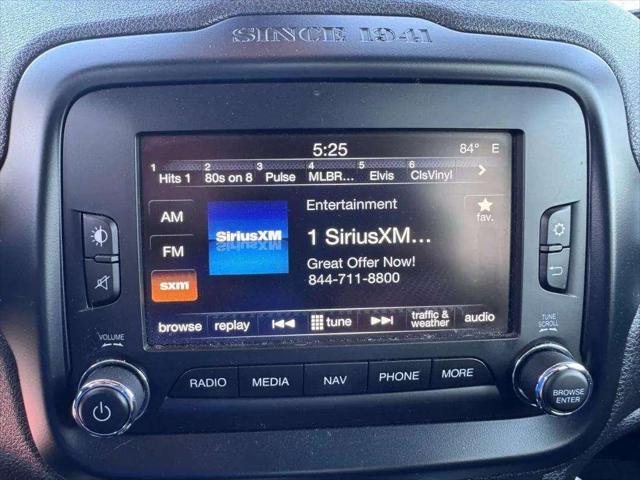 SINCE 1941
5:25 84° E
1 2 3 4 5 6
Hits 1 80s on 8 Pulse MLBR... Elvis ClsVinyl >
AM
FM
sxm
SiriusXM
Entertainment
1 SiriusXM...
Great Offer Now!
844-711-8800
fav.
browse replay tune traffic & weather audio
VOLUME
TUNE
SCROLL
RADIO MEDIA NAV PHONE MORE
BROWSE
ENTER